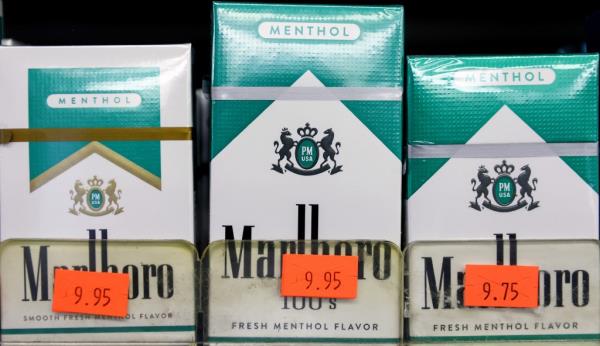 MENTHOL
PM
USA
Marlboro
9.95
SMOOTH FRESH MENTHOL FLAVOR
MENTHOL
PM
USA
Marlboro
9.95
100's
FRESH MENTHOL FLAVOR
MENTHOL
PM
USA
Marlboro
9.75
FRESH MENTHOL FLAVOR